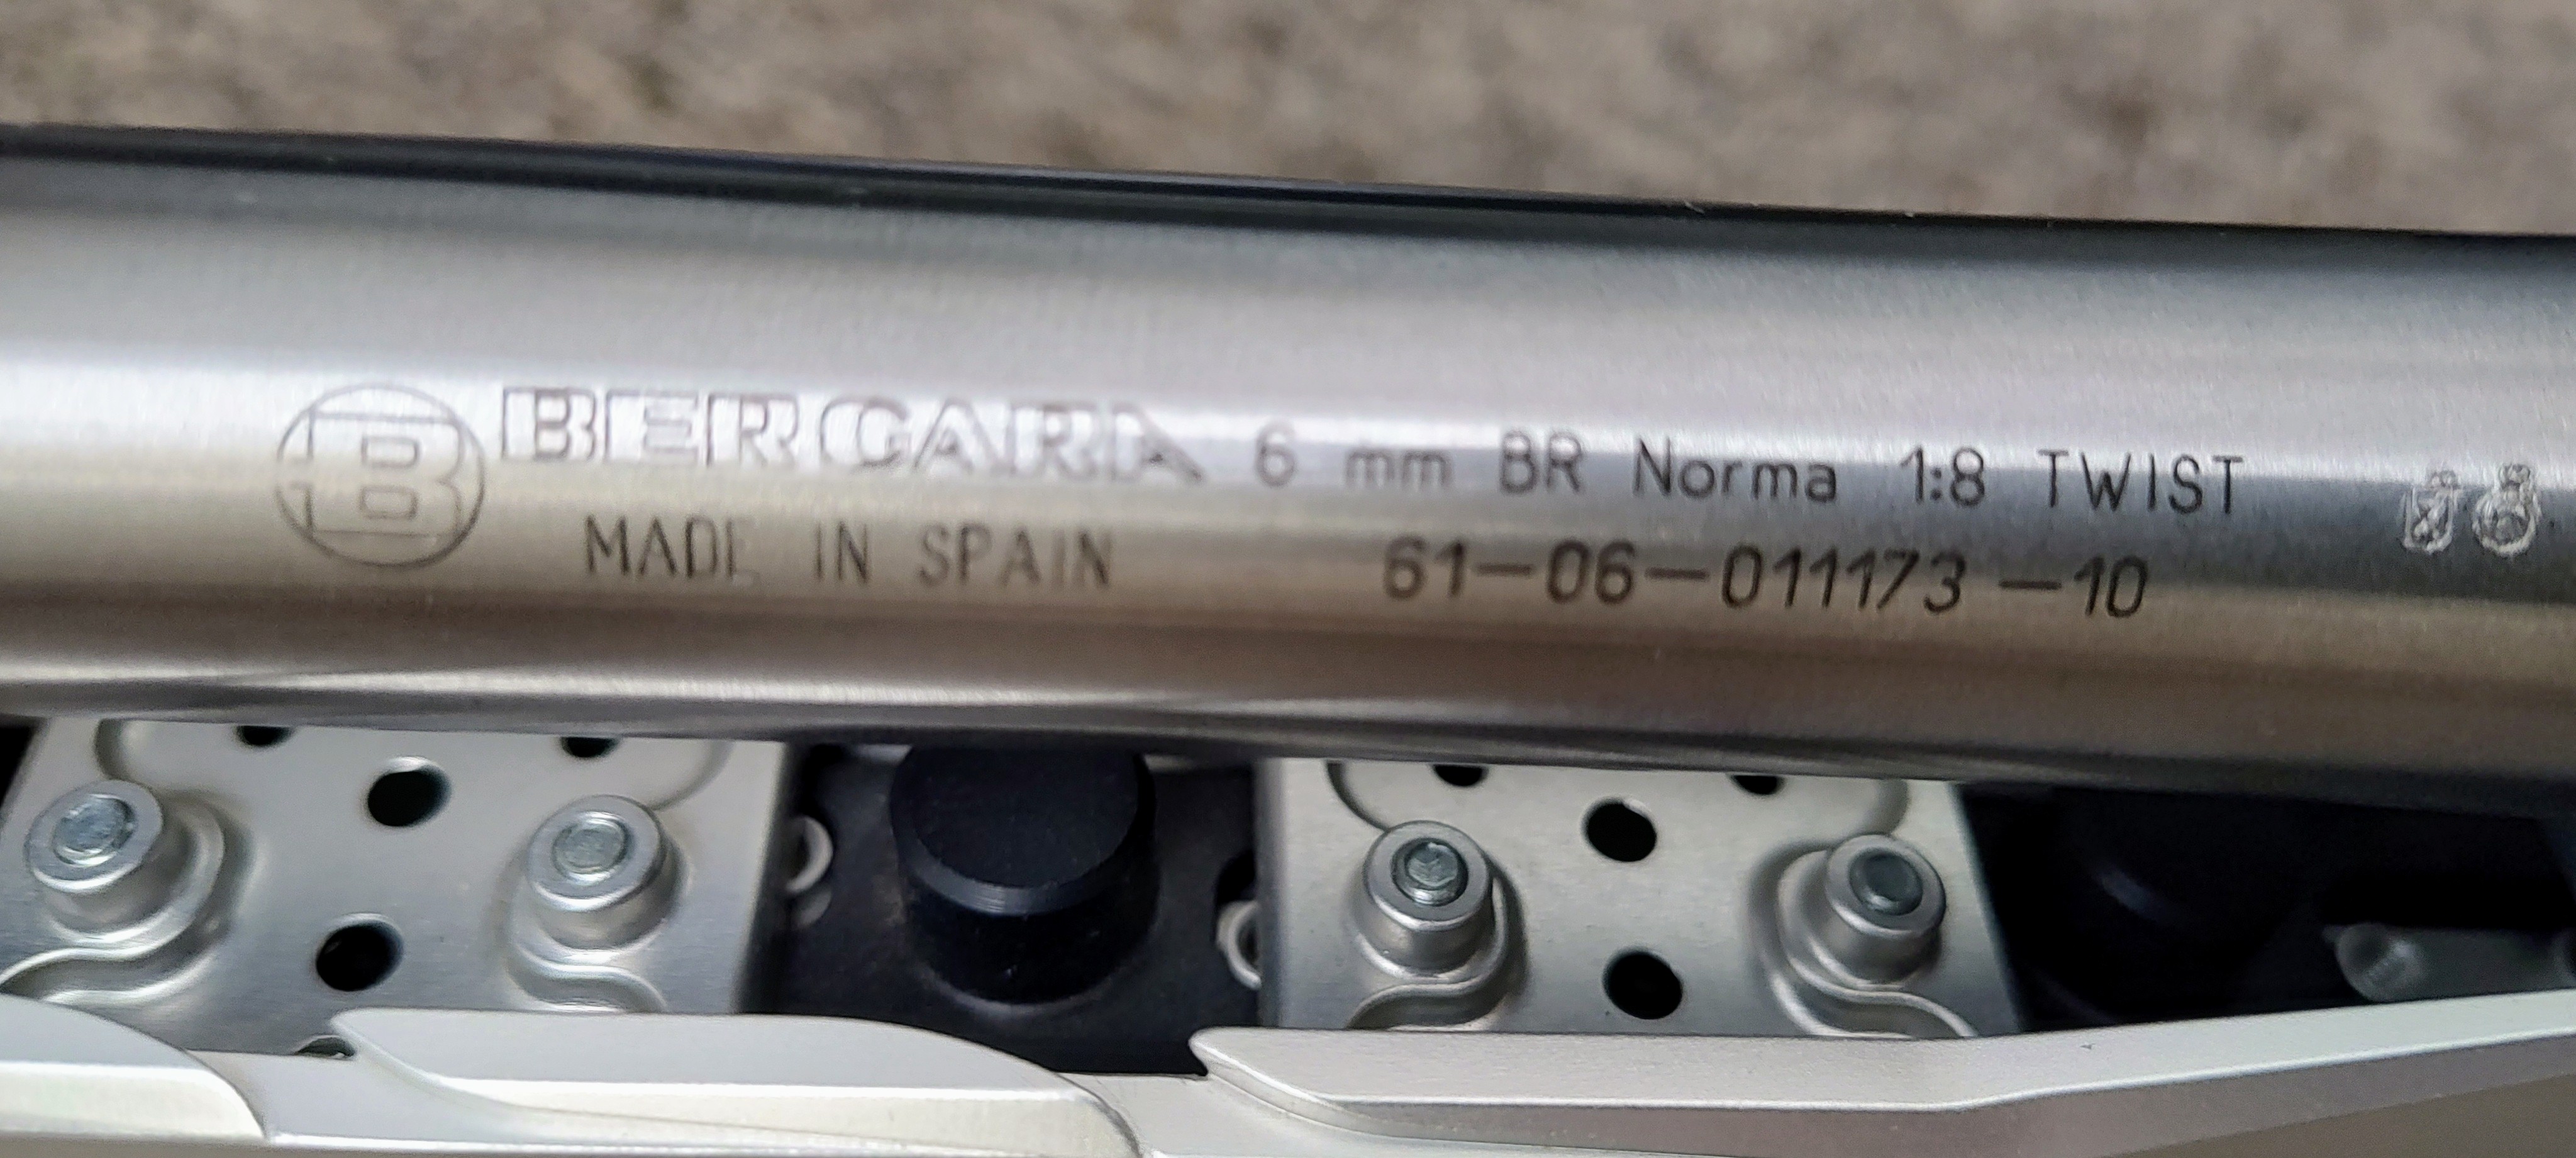 B BERGARA 6 mm BR Norma 1:8 TWIST
MADE IN SPAIN 61-06-011173-10